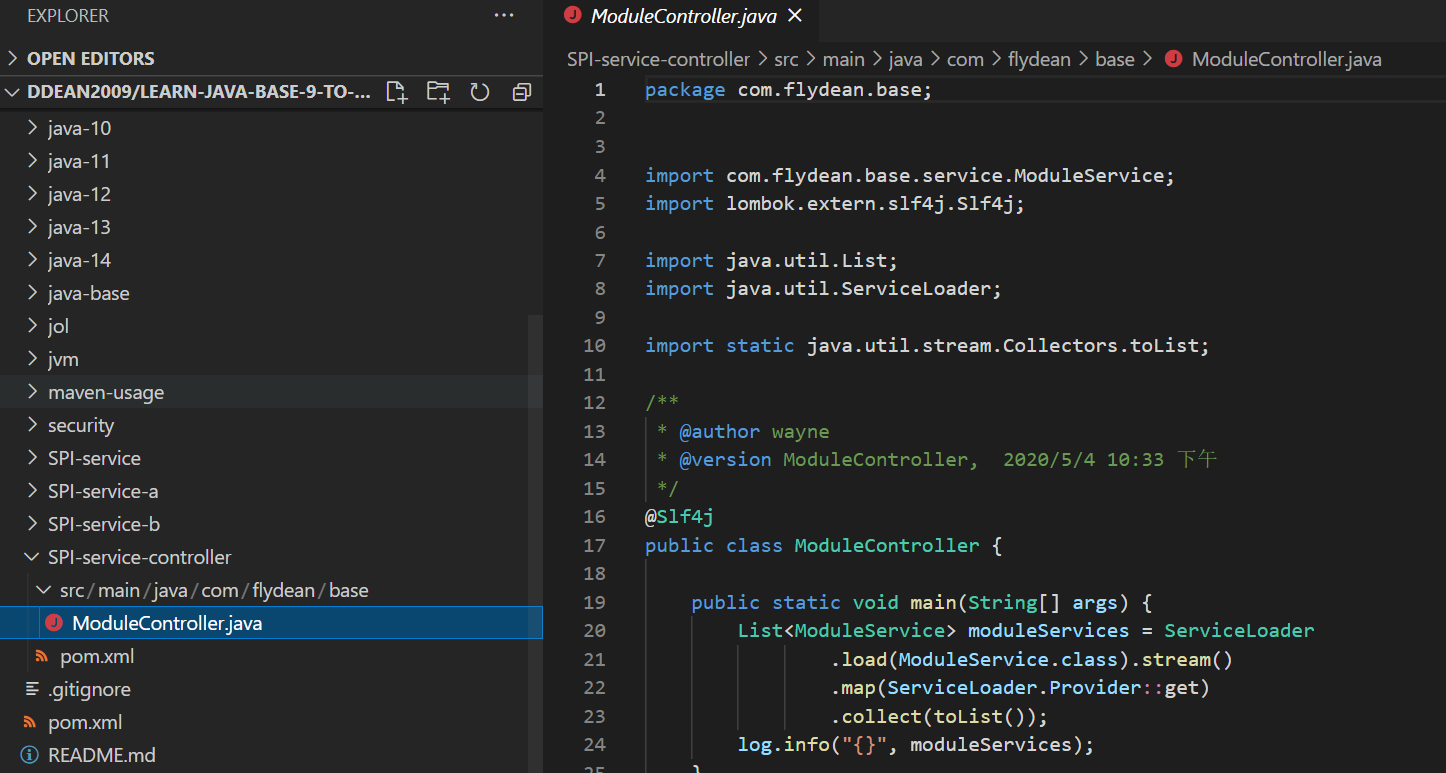 EXPLORER
OPEN EDITORS
DDEAN2009/LEARN-JAVA-BASE-9-TO-...
java-10
java-11
java-12
java-13
java-14
java-base
jol
jvm
maven-usage
security
SPI-service
SPI-service-a
SPI-service-b
SPI-service-controller
src/main/java/com/flydean/base
ModuleController.java
pom.xml
.gitignore
pom.xml
README.md
ModuleController.java
SPI-service-controller > src > main > java > com > flydean > base > ModuleController.java
1 package com.flydean.base;
2
3
4 import com.flydean.base.service.ModuleService;
5 import lombok.extern.slf4j.Slf4j;
6
7 import java.util.List;
8 import java.util.ServiceLoader;
9
10 import static java.util.stream.Collectors.toList;
11
12 /**
13 * @author wayne
14 * @version ModuleController,  2020/5/4 10:33 下午
15 */
16 @Slf4j
17 public class ModuleController {
18
19 public static void main(String[] args) {
20 List<ModuleService> moduleServices = ServiceLoader
21 .load(ModuleService.class).stream()
22 .map(ServiceLoader.Provider::get)
23 .collect(toList());
24 log.info("{}", moduleServices);
25 }